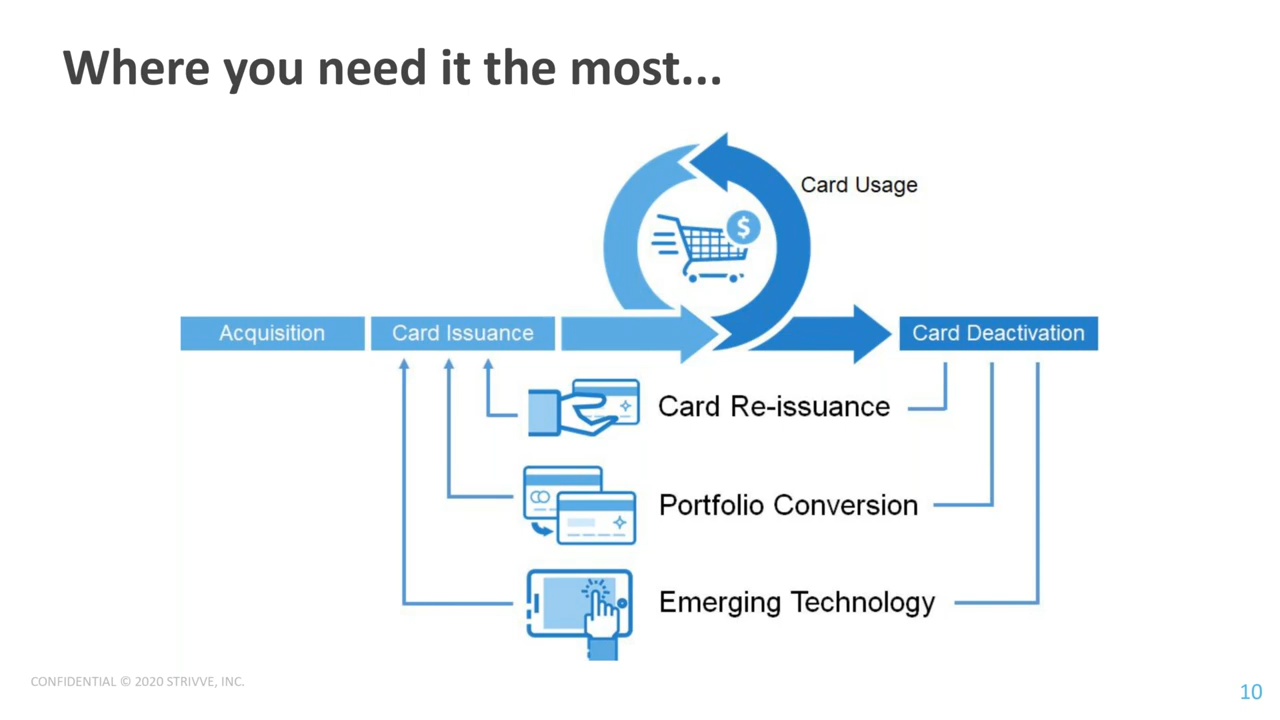 Where you need it the most...
Card Usage
$
Acquisition
Card Issuance
Card Deactivation
Card Re-issuance
Portfolio Conversion
Emerging Technology
CONFIDENTIAL © 2020 STRIVVE, INC.
10